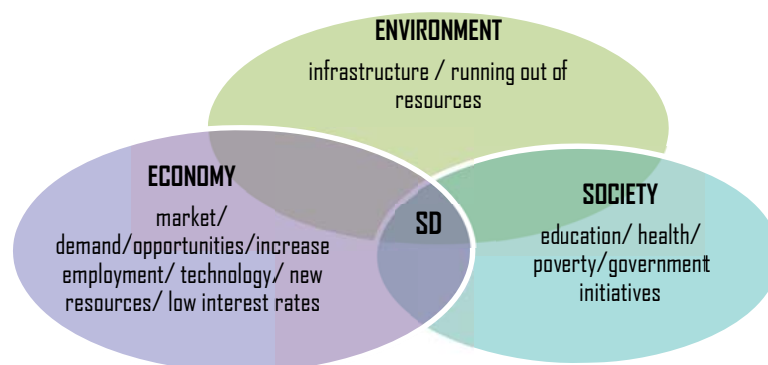 ENVIRONMENT
infrastructure / running out of
resources
ECONOMY
market/
demand/opportunities/increase
employment/ technology/ new
resources/ low interest rates
SD
SOCIETY
education/ health/
poverty/government
initiatives